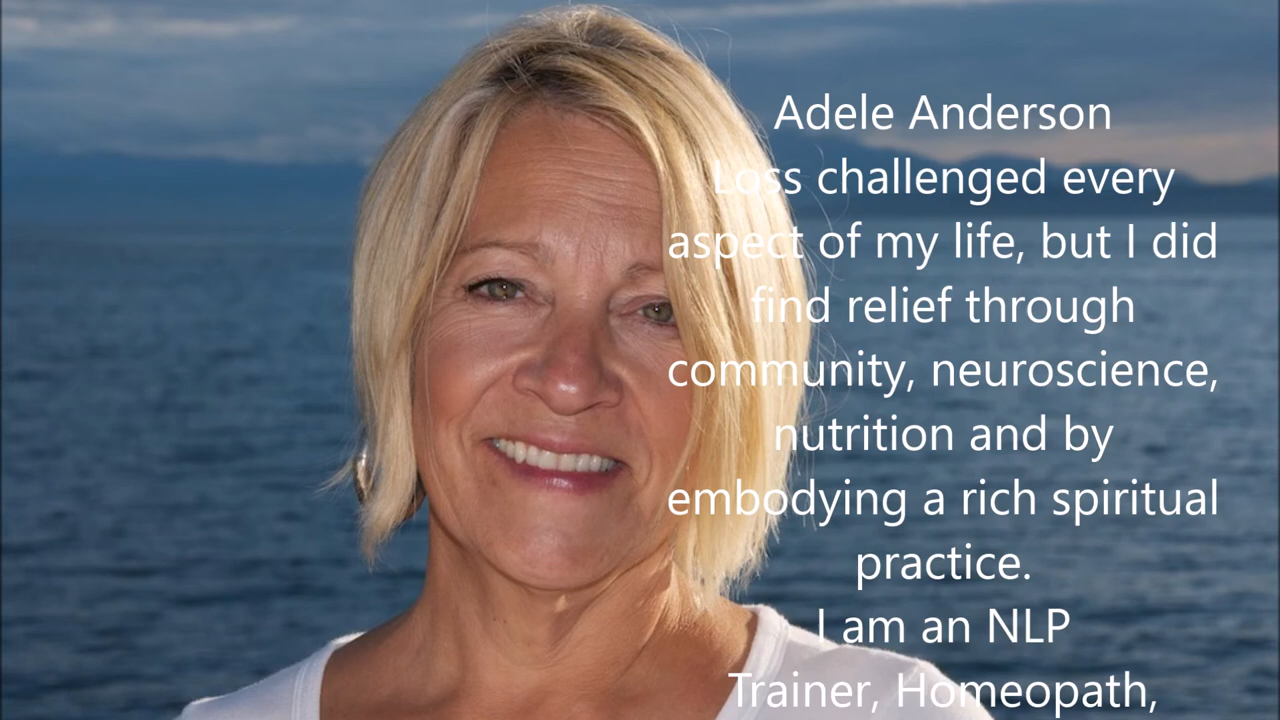 Adele Anderson
Loss challenged every
aspect of my life, but I did
find relief through
community, neuroscience,
nutrition and by
embodying a rich spiritual
practice.
I am an NLP
Trainer, Homeopath,